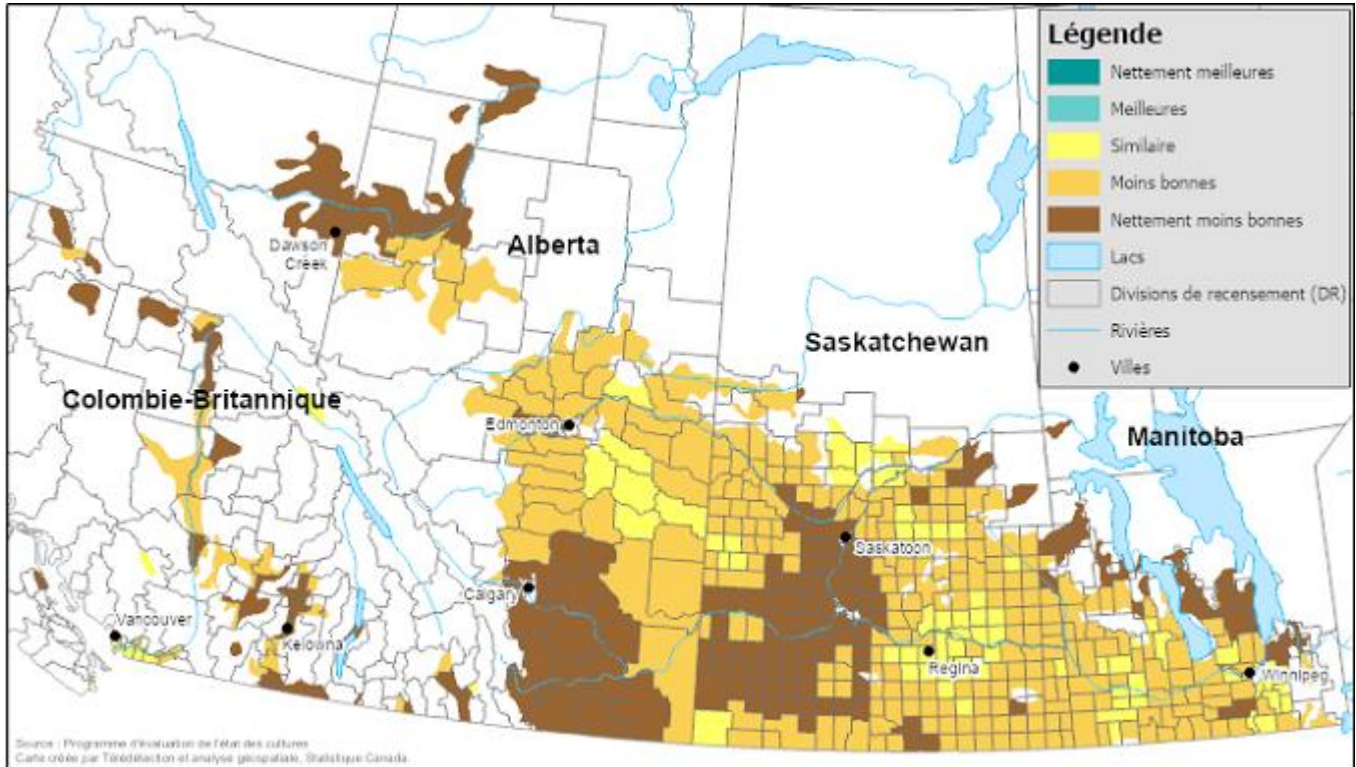 Légende
Nettement meilleures
Meilleures
Similaire
Moins bonnes
Nettement moins bonnes
Lacs
Divisions de recensement (DR)
Rivières
Villes
Dawson
Creek
Alberta
Saskatchewan
Colombie-Britannique
Edmonton
Manitoba
Saskatoon
Calgary
Vancouver
Kelowna
Regina
Winnipeg
Source : Programme d'évaluation de l'état des cultures
Carte créée par Télédétection et analyse géospatiale, Statistique Canada.